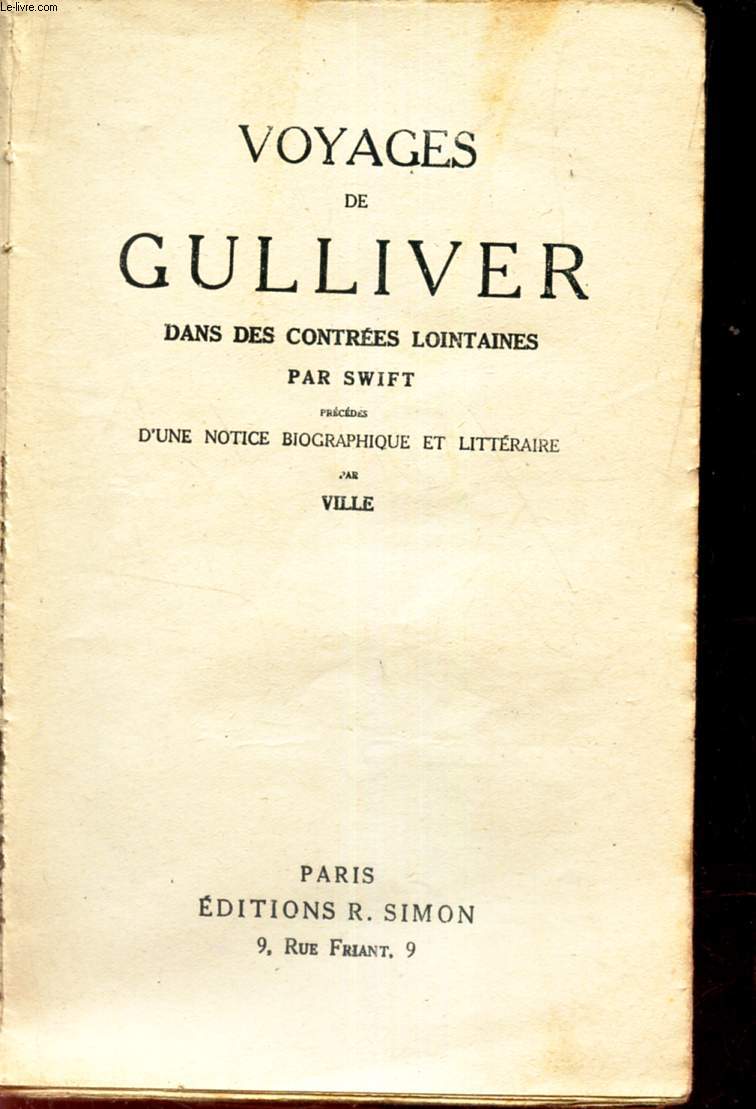 Le-livre.com
VOYAGES
DE
GULLIVER
DANS DES CONTRÉES LOINTAINES
PAR SWIFT
PRÉCÉDÉS
D'UNE NOTICE BIOGRAPHIQUE ET LITTÉRAIRE
PAR
VILLE
PARIS
ÉDITIONS R. SIMON
9, RUE FRIANT, 9